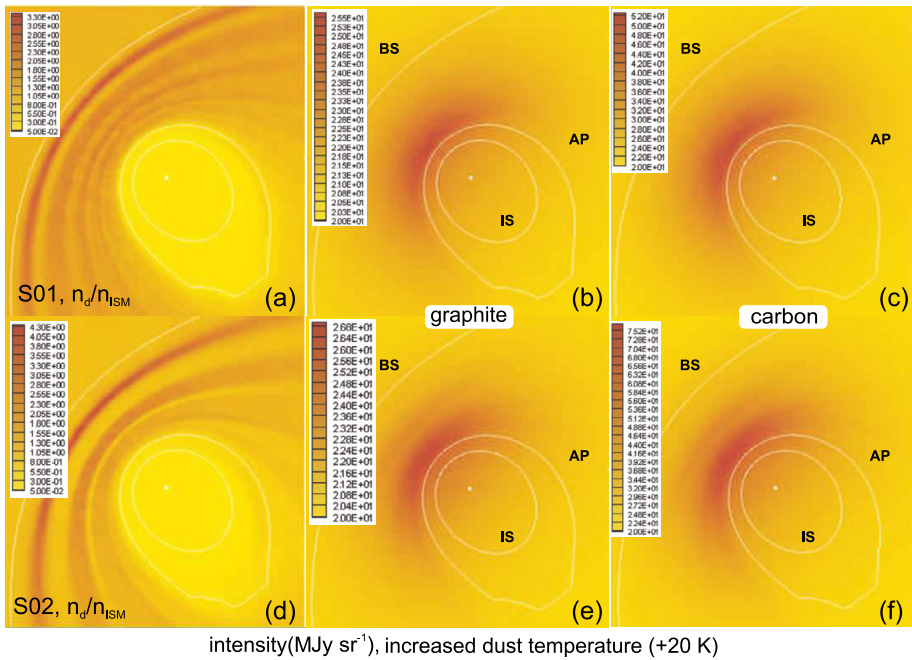 3.30E+00
3.05E+00
2.80E+00
2.55E+00
2.30E+00
2.05E+00
1.80E+00
1.55E+00
1.30E+00
1.05E+00
8.00E-01
5.50E-01
3.00E-01
5.00E-02
S01, n_d/n_ISM
(a)
2.55E+01
2.53E+01
2.50E+01
2.48E+01
2.45E+01
2.43E+01
2.40E+01
2.38E+01
2.35E+01
2.33E+01
2.30E+01
2.28E+01
2.25E+01
2.23E+01
2.20E+01
2.18E+01
2.15E+01
2.13E+01
2.10E+01
2.08E+01
2.05E+01
2.03E+01
2.00E+01
BS
AP
IS
(b)
5.20E+01
5.00E+01
4.80E+01
4.60E+01
4.40E+01
4.20E+01
4.00E+01
3.80E+01
3.60E+01
3.40E+01
3.20E+01
3.00E+01
2.80E+01
2.60E+01
2.40E+01
2.20E+01
2.00E+01
BS
AP
IS
(c)
graphite
carbon
4.30E+00
4.05E+00
3.80E+00
3.55E+00
3.30E+00
3.05E+00
2.80E+00
2.55E+00
2.30E+00
2.05E+00
1.80E+00
1.55E+00
1.30E+00
1.05E+00
8.00E-01
5.50E-01
3.00E-01
5.00E-02
S02, n_d/n_ISM
(d)
2.68E+01
2.64E+01
2.60E+01
2.56E+01
2.52E+01
2.48E+01
2.44E+01
2.40E+01
2.36E+01
2.32E+01
2.28E+01
2.24E+01
2.20E+01
2.16E+01
2.12E+01
2.08E+01
2.04E+01
2.00E+01
BS
AP
IS
(e)
7.52E+01
7.28E+01
7.04E+01
6.80E+01
6.56E+01
6.32E+01
6.08E+01
5.84E+01
5.60E+01
5.36E+01
5.12E+01
4.88E+01
4.64E+01
4.40E+01
4.16E+01
3.92E+01
3.68E+01
3.44E+01
3.20E+01
2.96E+01
2.72E+01
2.48E+01
2.24E+01
2.00E+01
BS
AP
IS
(f)
intensity(MJy sr⁻¹), increased dust temperature (+20 K)